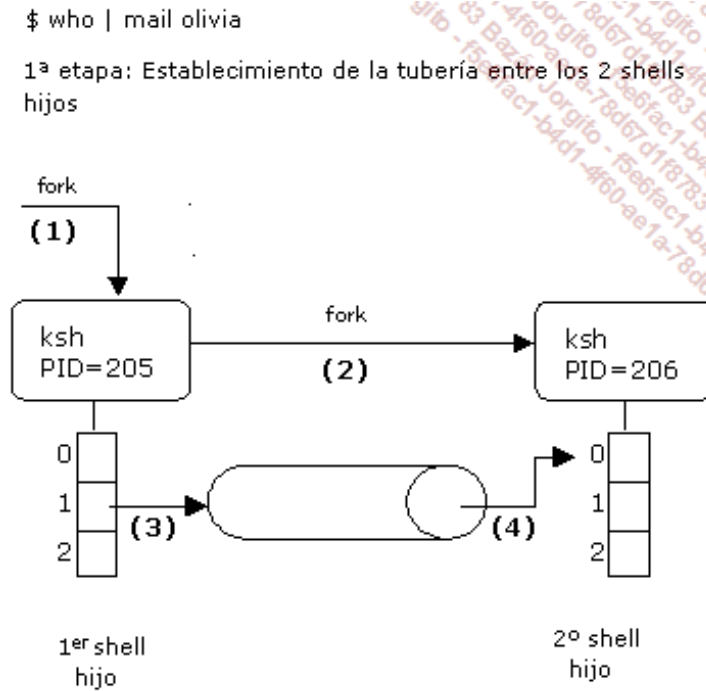 $ who | mail olivia
1ª etapa: Establecimiento de la tubería entre los 2 shells
hijos
fork
(1)
fork
(2)
ksh
PID=205
ksh
PID=206
0
1
2
(3)
(4)
0
1
2
1er shell
hijo
2º shell
hijo